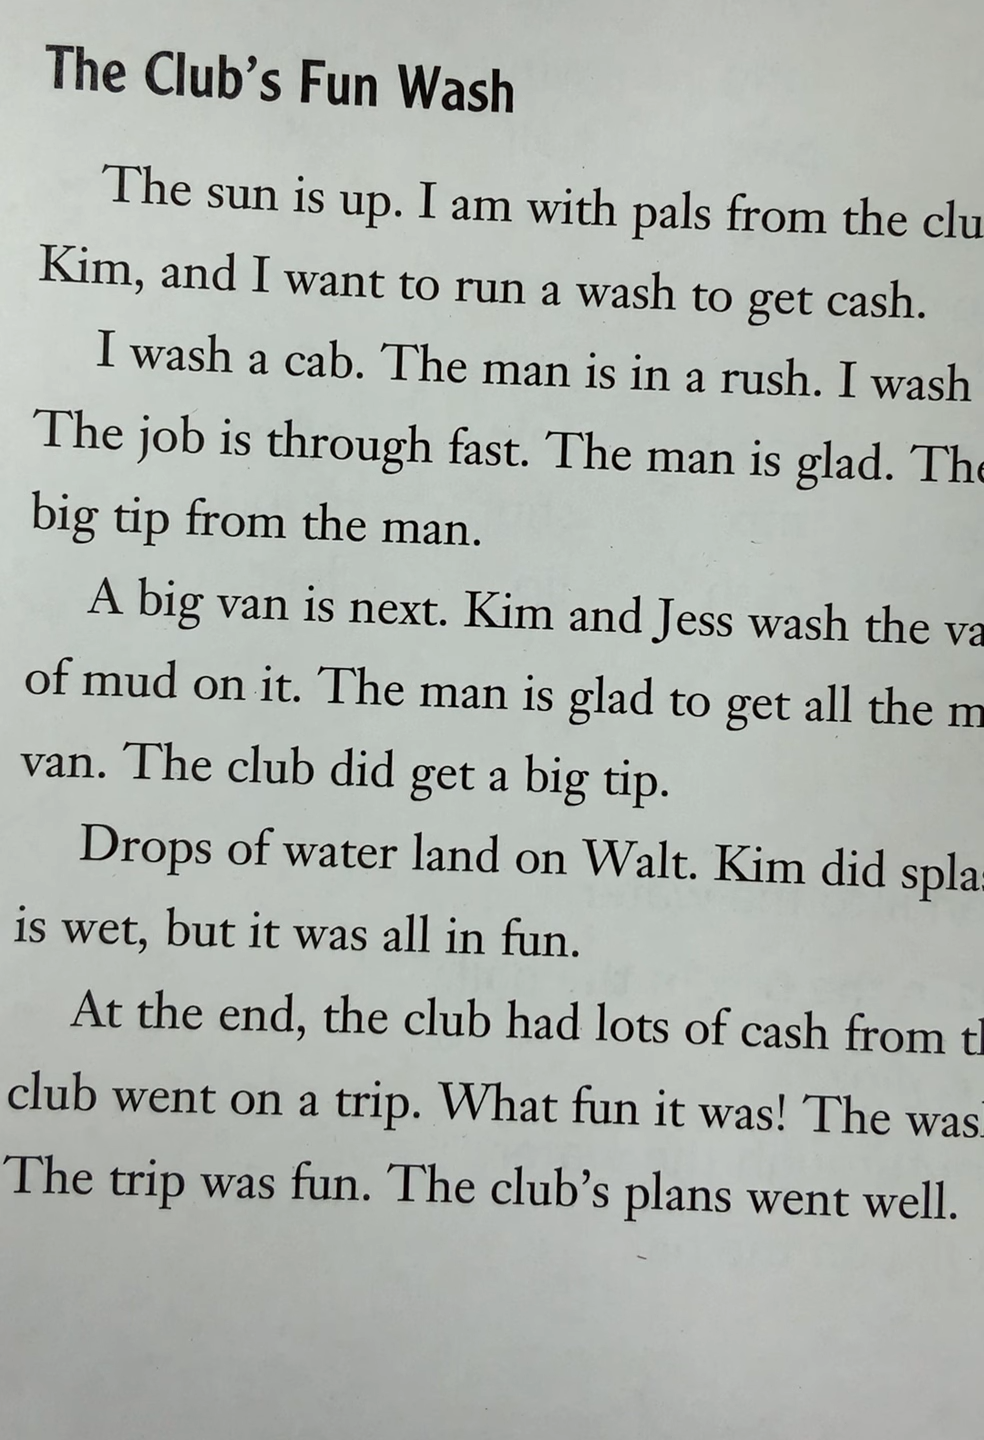 The Club's Fun Wash
The sun is up. I am with pals from the
Kim, and I want to run a wash to get cash.
I wash a cab. The man is in a rush. I wash
The job is through fast. The man is glad.
big tip from the man.
A big van is next. Kim and Jess wash the
of mud on it. The man is glad to get all the
van. The club did get a big tip.
Drops of water land on Walt. Kim did
is wet, but it was all in fun.
At the end, the club had lots of cash from
club went on a trip. What fun it was! The
The trip was fun. The club's plans went well.